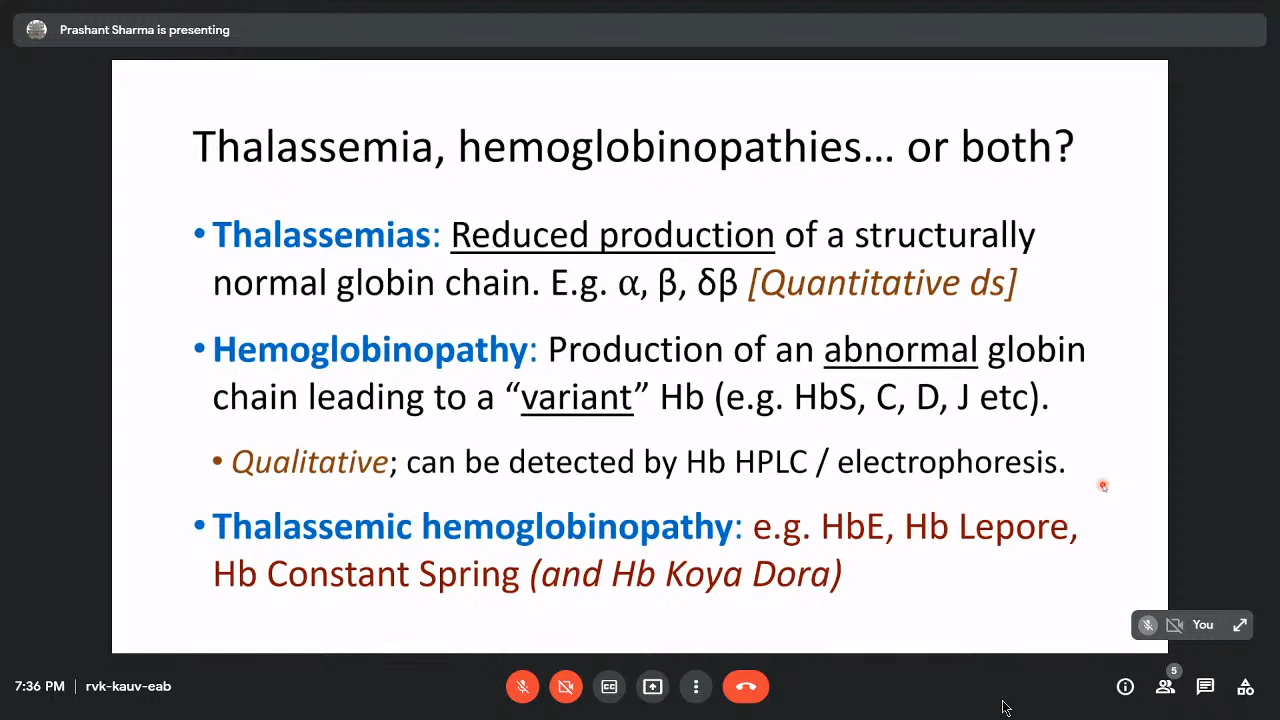 Prashant Sharma is presenting
Thalassemia, hemoglobinopathies... or both?
•Thalassemias: Reduced production of a structurally
normal globin chain. E.g. α, β, δβ [Quantitative ds]
•Hemoglobinopathy: Production of an abnormal globin
chain leading to a “variant” Hb (e.g. HbS, C, D, J etc).
•Qualitative; can be detected by Hb HPLC / electrophoresis.
•Thalassemic hemoglobinopathy: e.g. HbE, Hb Lepore,
Hb Constant Spring (and Hb Koya Dora)
You
7:36 PM | rvk-kauv-eab
CC
5